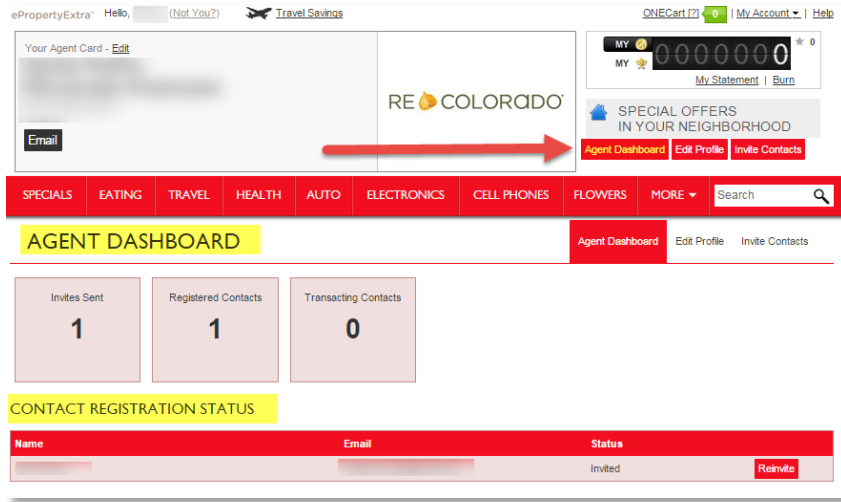 ePropertyExtra™ Hello, (Not You?) Travel Savings ONECart [?] 0 | My Account ▾ | Help
Your Agent Card - Edit
Email
RE COLORADO
MY 0000000 ★ 0
MY
My Statement | Burn
SPECIAL OFFERS
IN YOUR NEIGHBORHOOD
Agent Dashboard Edit Profile Invite Contacts
SPECIALS EATING TRAVEL HEALTH AUTO ELECTRONICS CELL PHONES FLOWERS MORE ▾ Search
AGENT DASHBOARD Agent Dashboard Edit Profile Invite Contacts
Invites Sent Registered Contacts Transacting Contacts
1 1 0
CONTACT REGISTRATION STATUS
Name Email Status
Invited Reinvite